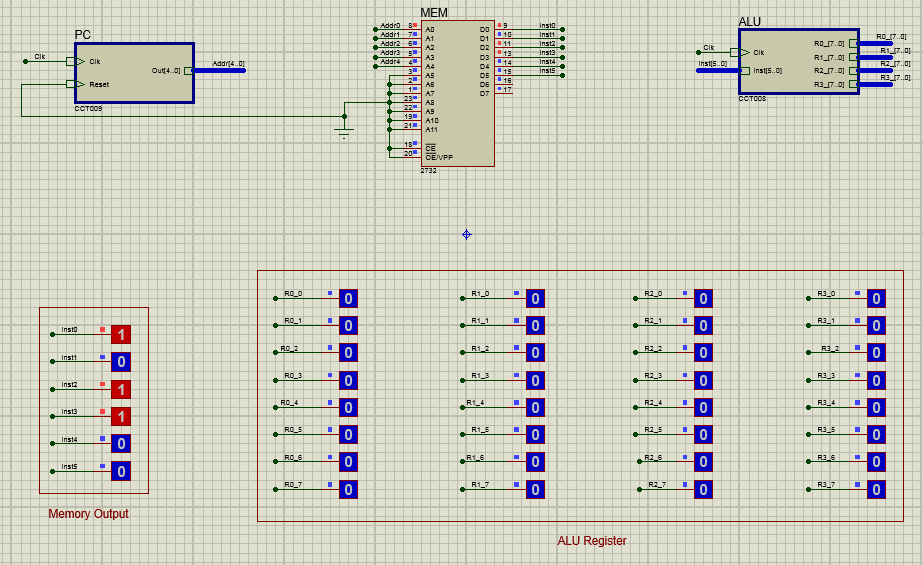 PC
Clk
Clk
Reset
Out[4..0]
Addr[4..0]
CCT009
MEM
Addr0 8 A0 D0 9 Inst0
Addr1 7 A1 D1 10 Inst1
Addr2 6 A2 D2 11 Inst2
Addr3 5 A3 D3 13 Inst3
Addr4 4 A4 D4 14 Inst4
3 A5 D5 15 Inst5
2 A6 D6 16
1 A7 D7 17
23 A8
22 A9
19 A10
21 A11
18 CE
20 OE/VPP
2732
ALU
Clk
Clk
Inst[5..0]
Inst[5..0]
R0_[7..0] R0_[7..0]
R1_[7..0] R1_[7..0]
R2_[7..0] R2_[7..0]
R3_[7..0] R3_[7..0]
CCT008
Inst0 1
Inst1 0
Inst2 1
Inst3 1
Inst4 0
Inst5 0
Memory Output
R0_0 0 R1_0 0 R2_0 0 R3_0 0
R0_1 0 R1_1 0 R2_1 0 R3_1 0
R0_2 0 R1_2 0 R2_2 0 R3_2 0
R0_3 0 R1_3 0 R2_3 0 R3_3 0
R0_4 0 R1_4 0 R2_4 0 R3_4 0
R0_5 0 R1_5 0 R2_5 0 R3_5 0
R0_6 0 R1_6 0 R2_6 0 R3_6 0
R0_7 0 R1_7 0 R2_7 0 R3_7 0
ALU Register